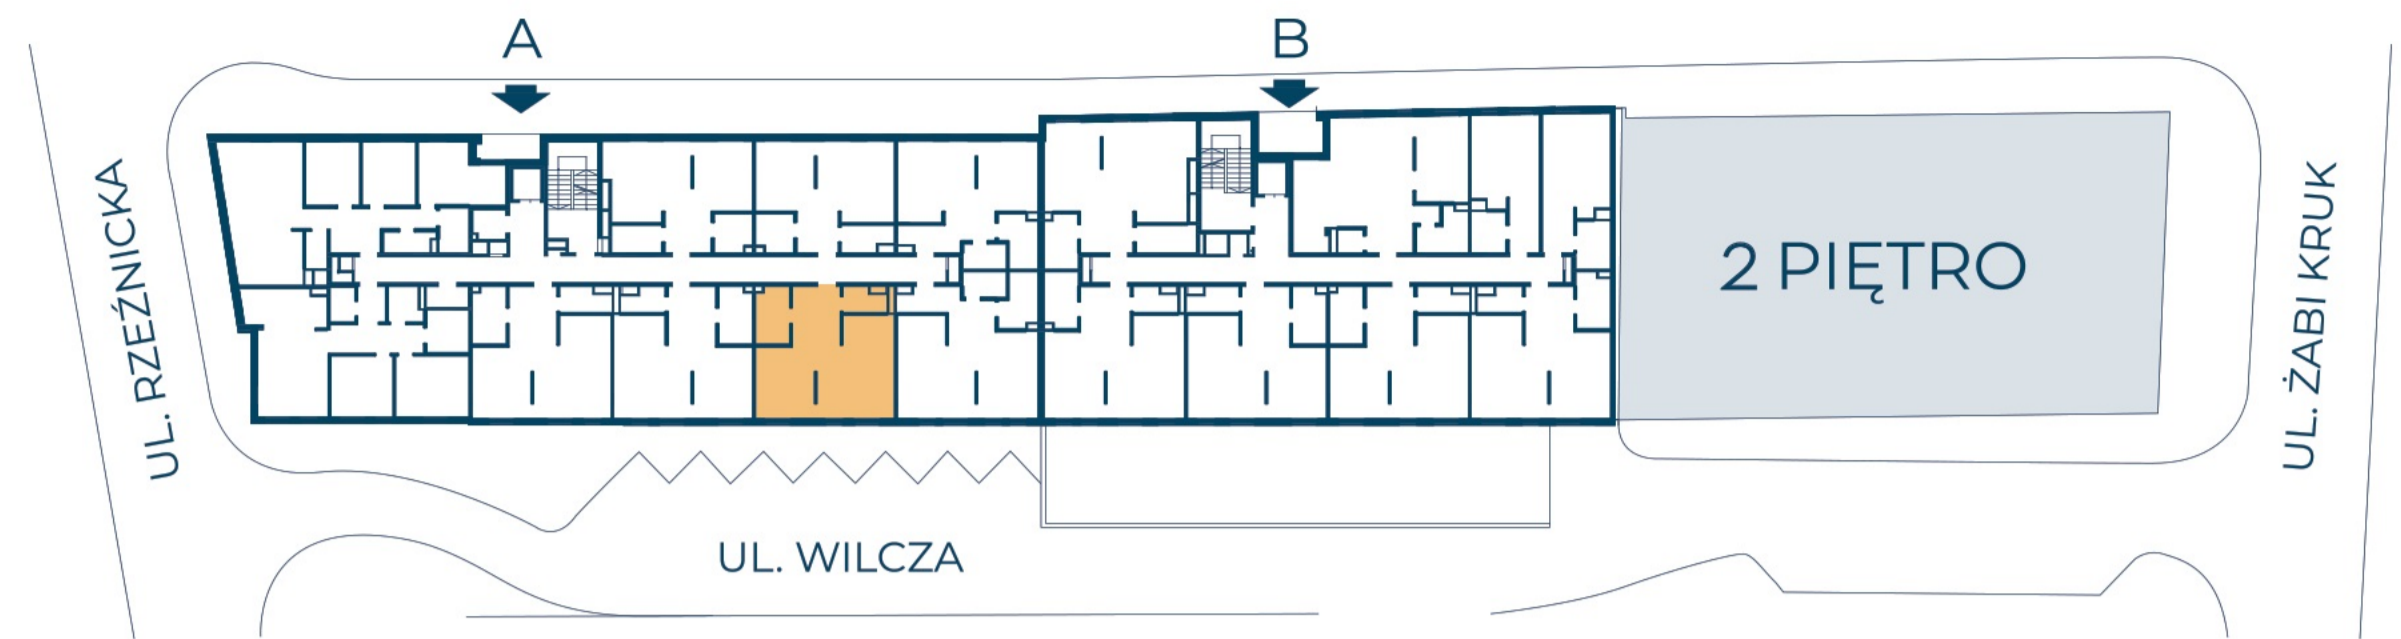 A
B
UL. RZEŹNICKA
2 PIĘTRO
UL. ŻABI KRUK
UL. WILCZA